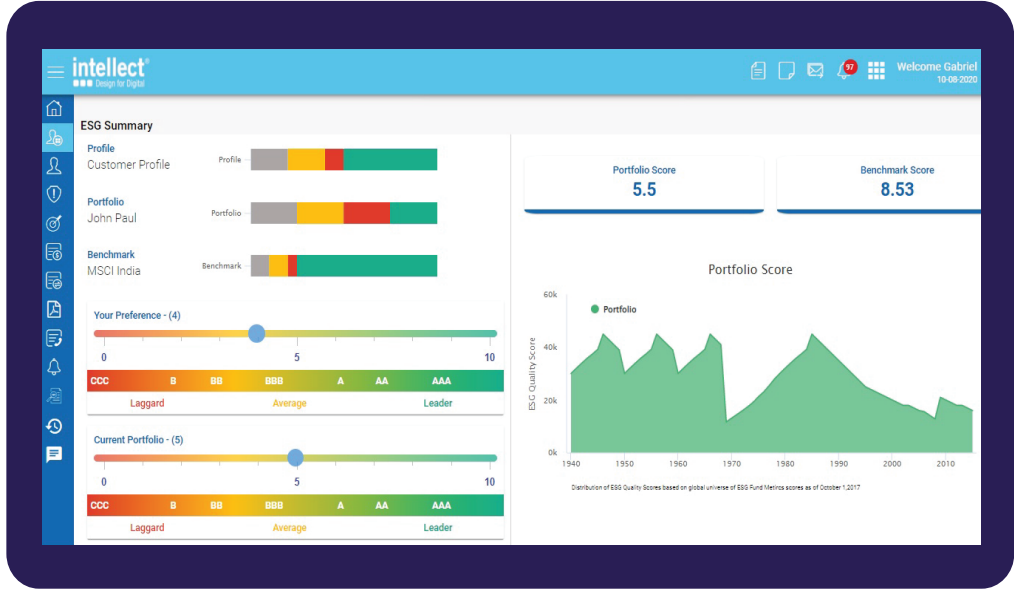 intellect®
Design for Digital
97
Welcome Gabriel
10-08-2020
ESG Summary
Profile
Customer Profile
Profile
Portfolio
John Paul
Portfolio
Benchmark
MSCI India
Benchmark
Your Preference - (4)
0 5 10
CCC B BB BBB A AA AAA
Laggard Average Leader
Current Portfolio - (5)
0 5 10
CCC B BB BBB A AA AAA
Laggard Average Leader
Portfolio Score
5.5
Benchmark Score
8.53
Portfolio Score
Portfolio
ESG Quality Score
60k
40k
20k
0k
1940 1950 1960 1970 1980 1990 2000 2010
Distribution of ESG Quality Scores based on global universe of ESG Fund Metircs scores as of October 1,2017